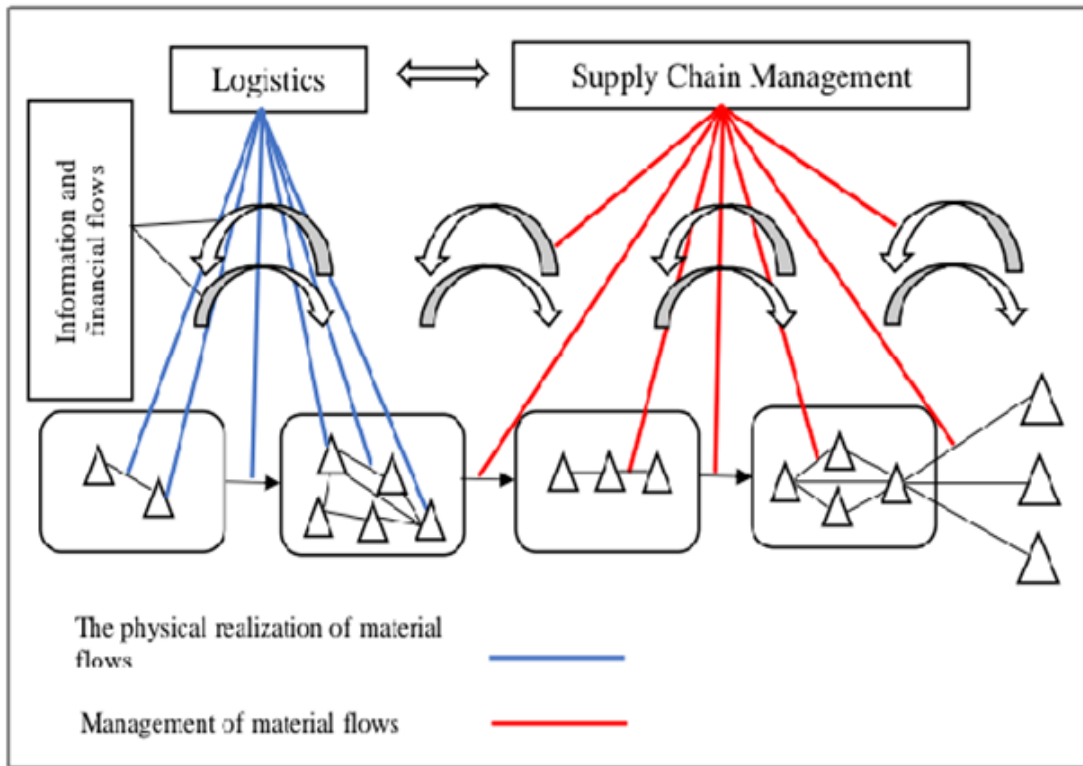 Logistics
Supply Chain Management
Information and
financial flows
The physical realization of material
flows
Management of material flows